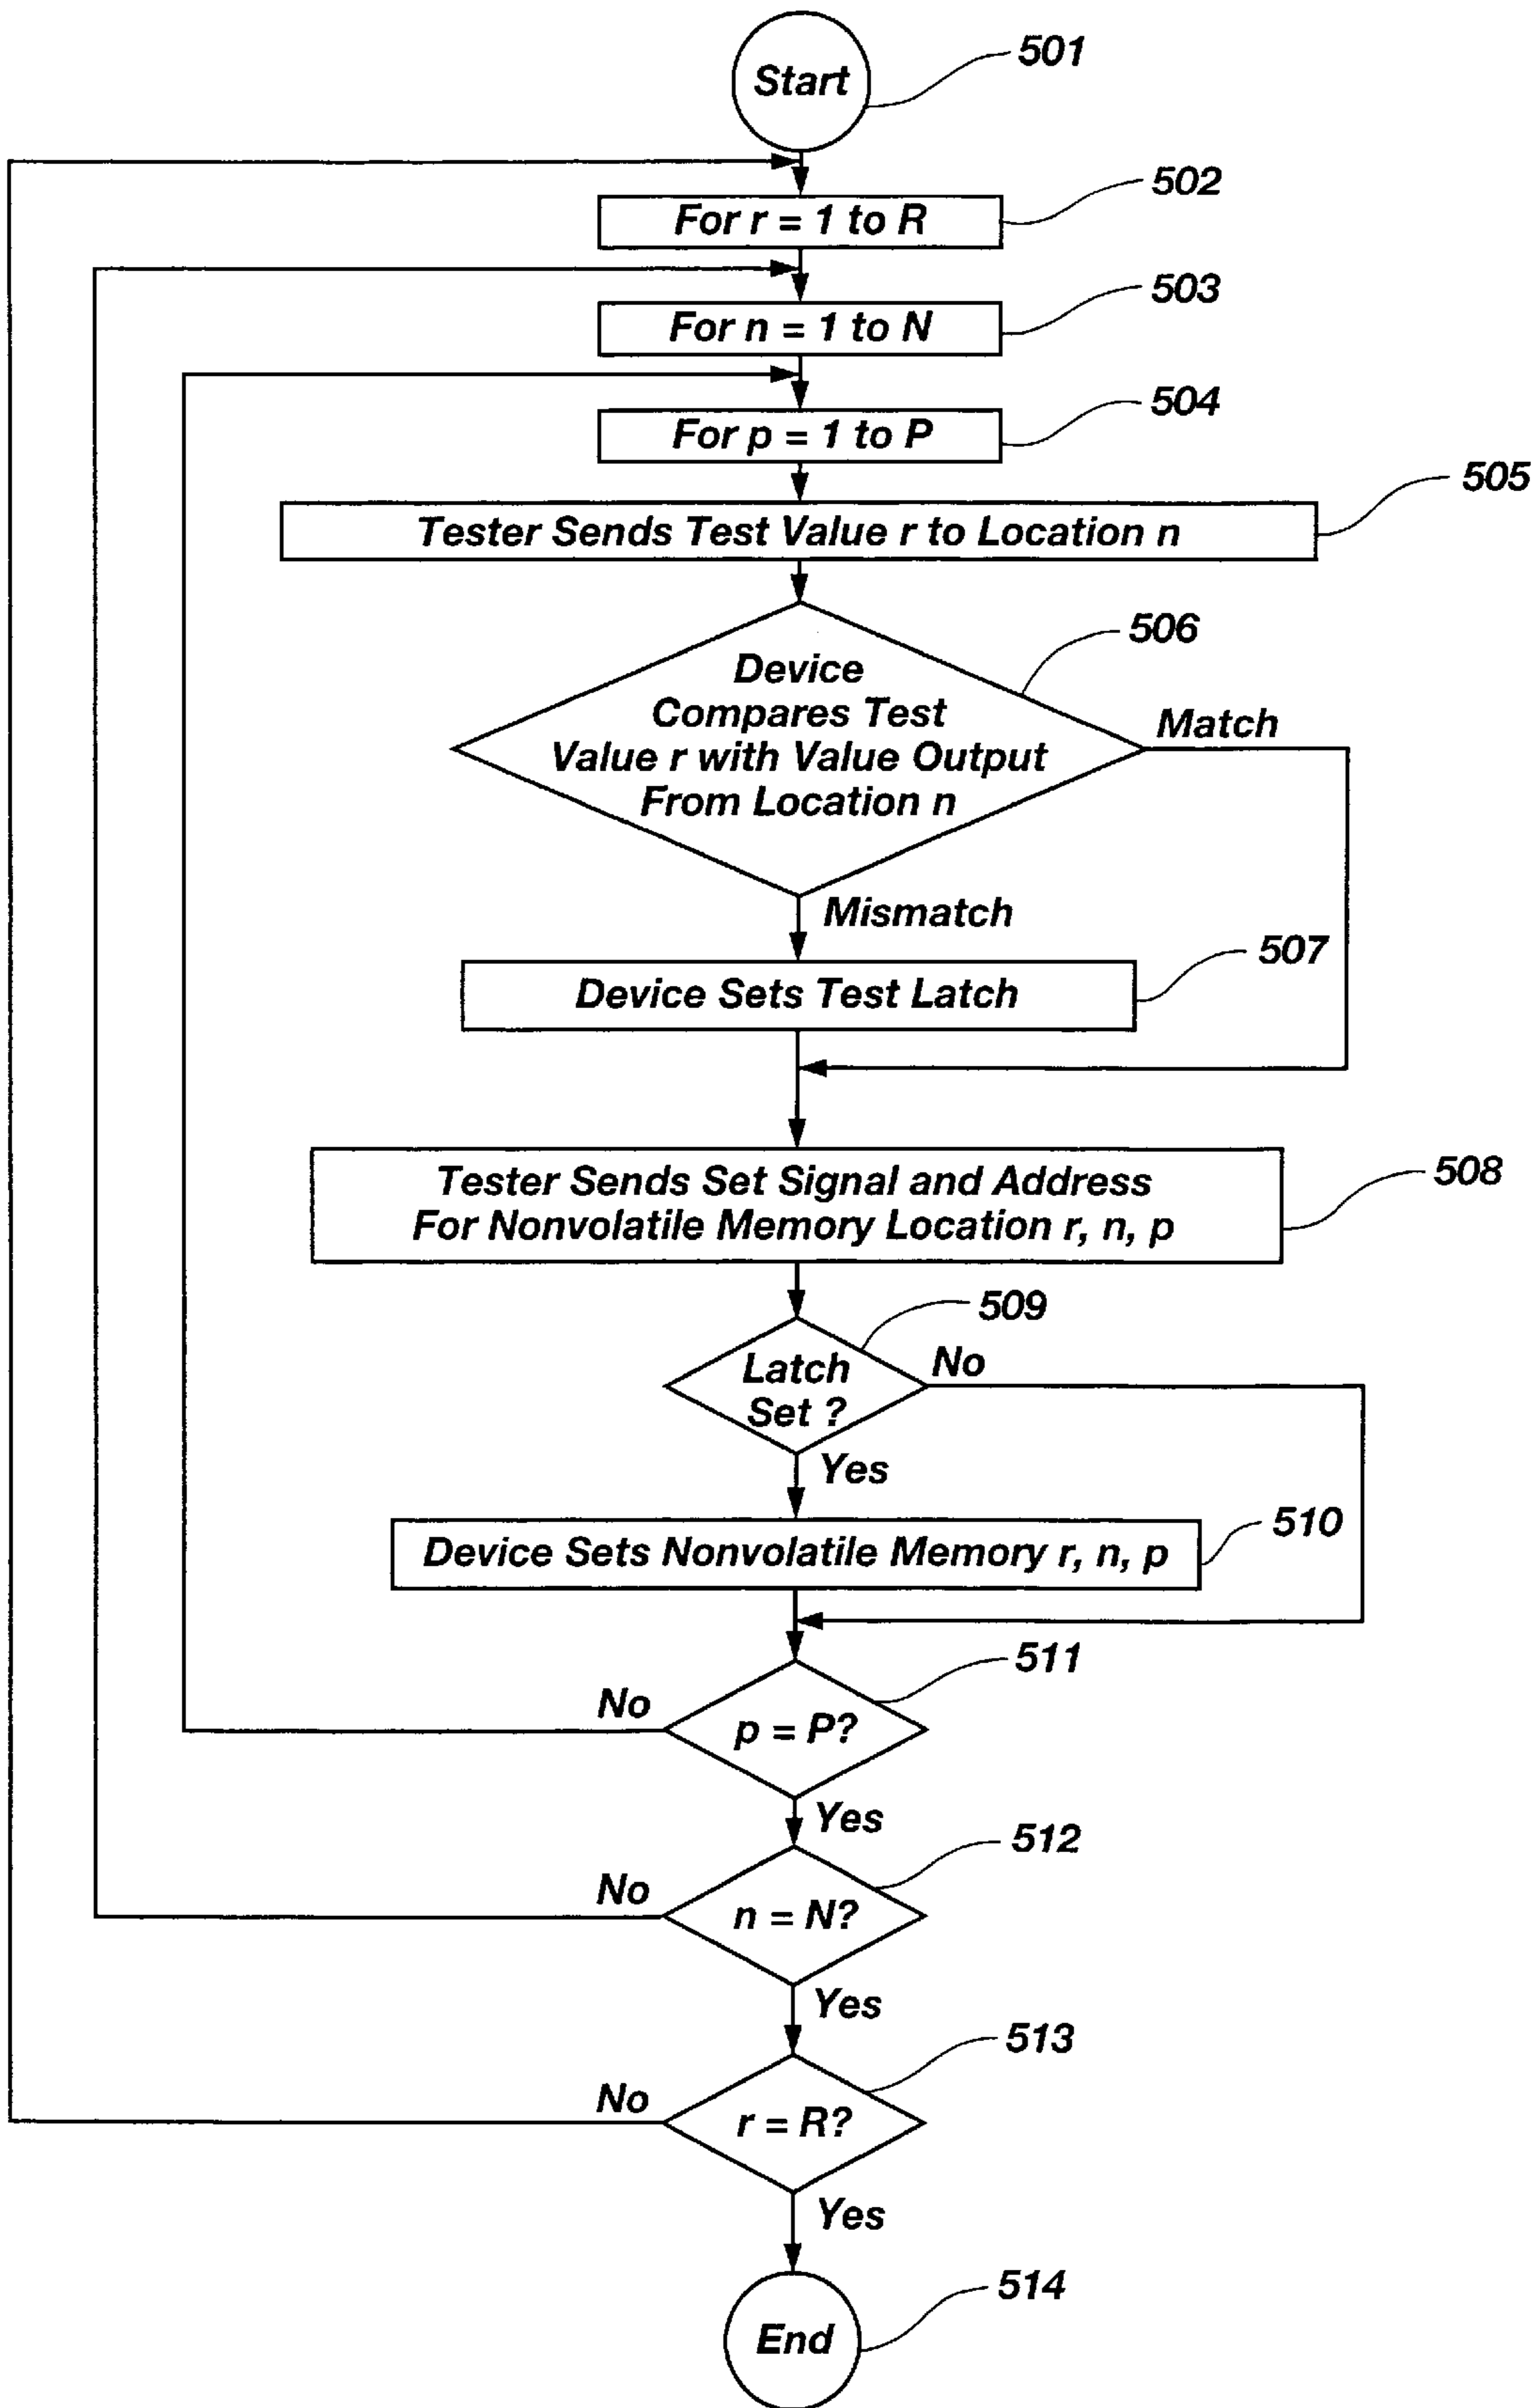 Start
501
502
For r = 1 to R
503
For n = 1 to N
504
For p = 1 to P
505
Tester Sends Test Value r to Location n
506
Device
Compares Test
Value r with Value Output
From Location n
Match
Mismatch
507
Device Sets Test Latch
508
Tester Sends Set Signal and Address
For Nonvolatile Memory Location r, n, p
509
Latch
Set ?
No
Yes
510
Device Sets Nonvolatile Memory r, n, p
511
No
p = P?
Yes
512
No
n = N?
Yes
513
No
r = R?
Yes
514
End